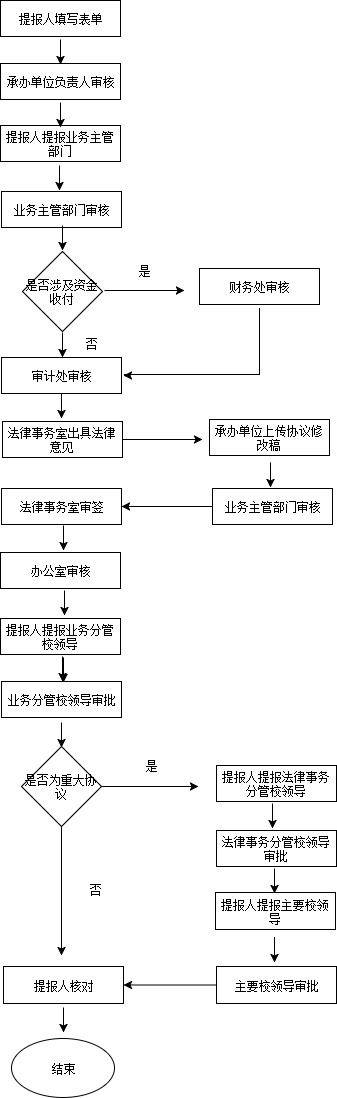 提报人填写表单
承办单位负责人审核
提报人提报业务主管
部门
业务主管部门审核
是否涉及资金
收付
是
财务处审核
否
审计处审核
法律事务室出具法律
意见
承办单位上传协议修
改稿
业务主管部门审核
法律事务室审签
办公室审核
提报人提报业务分管
校领导
业务分管校领导审批
是否为重大协
议
是
提报人提报法律事务
分管校领导
法律事务分管校领导
审批
提报人提报主要校领
导
否
主要校领导审批
提报人核对
结束